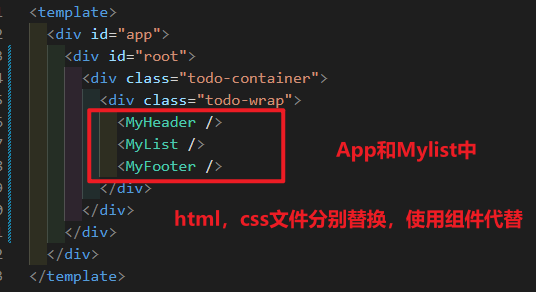 <template>
<div id="app">
<div id="root">
<div class="todo-container">
<div class="todo-wrap">
<MyHeader />
<MyList />
<MyFooter />
</div>
</div>
</div>
</div>
</template>
App和Mylist中
html，css文件分别替换，使用组件代替